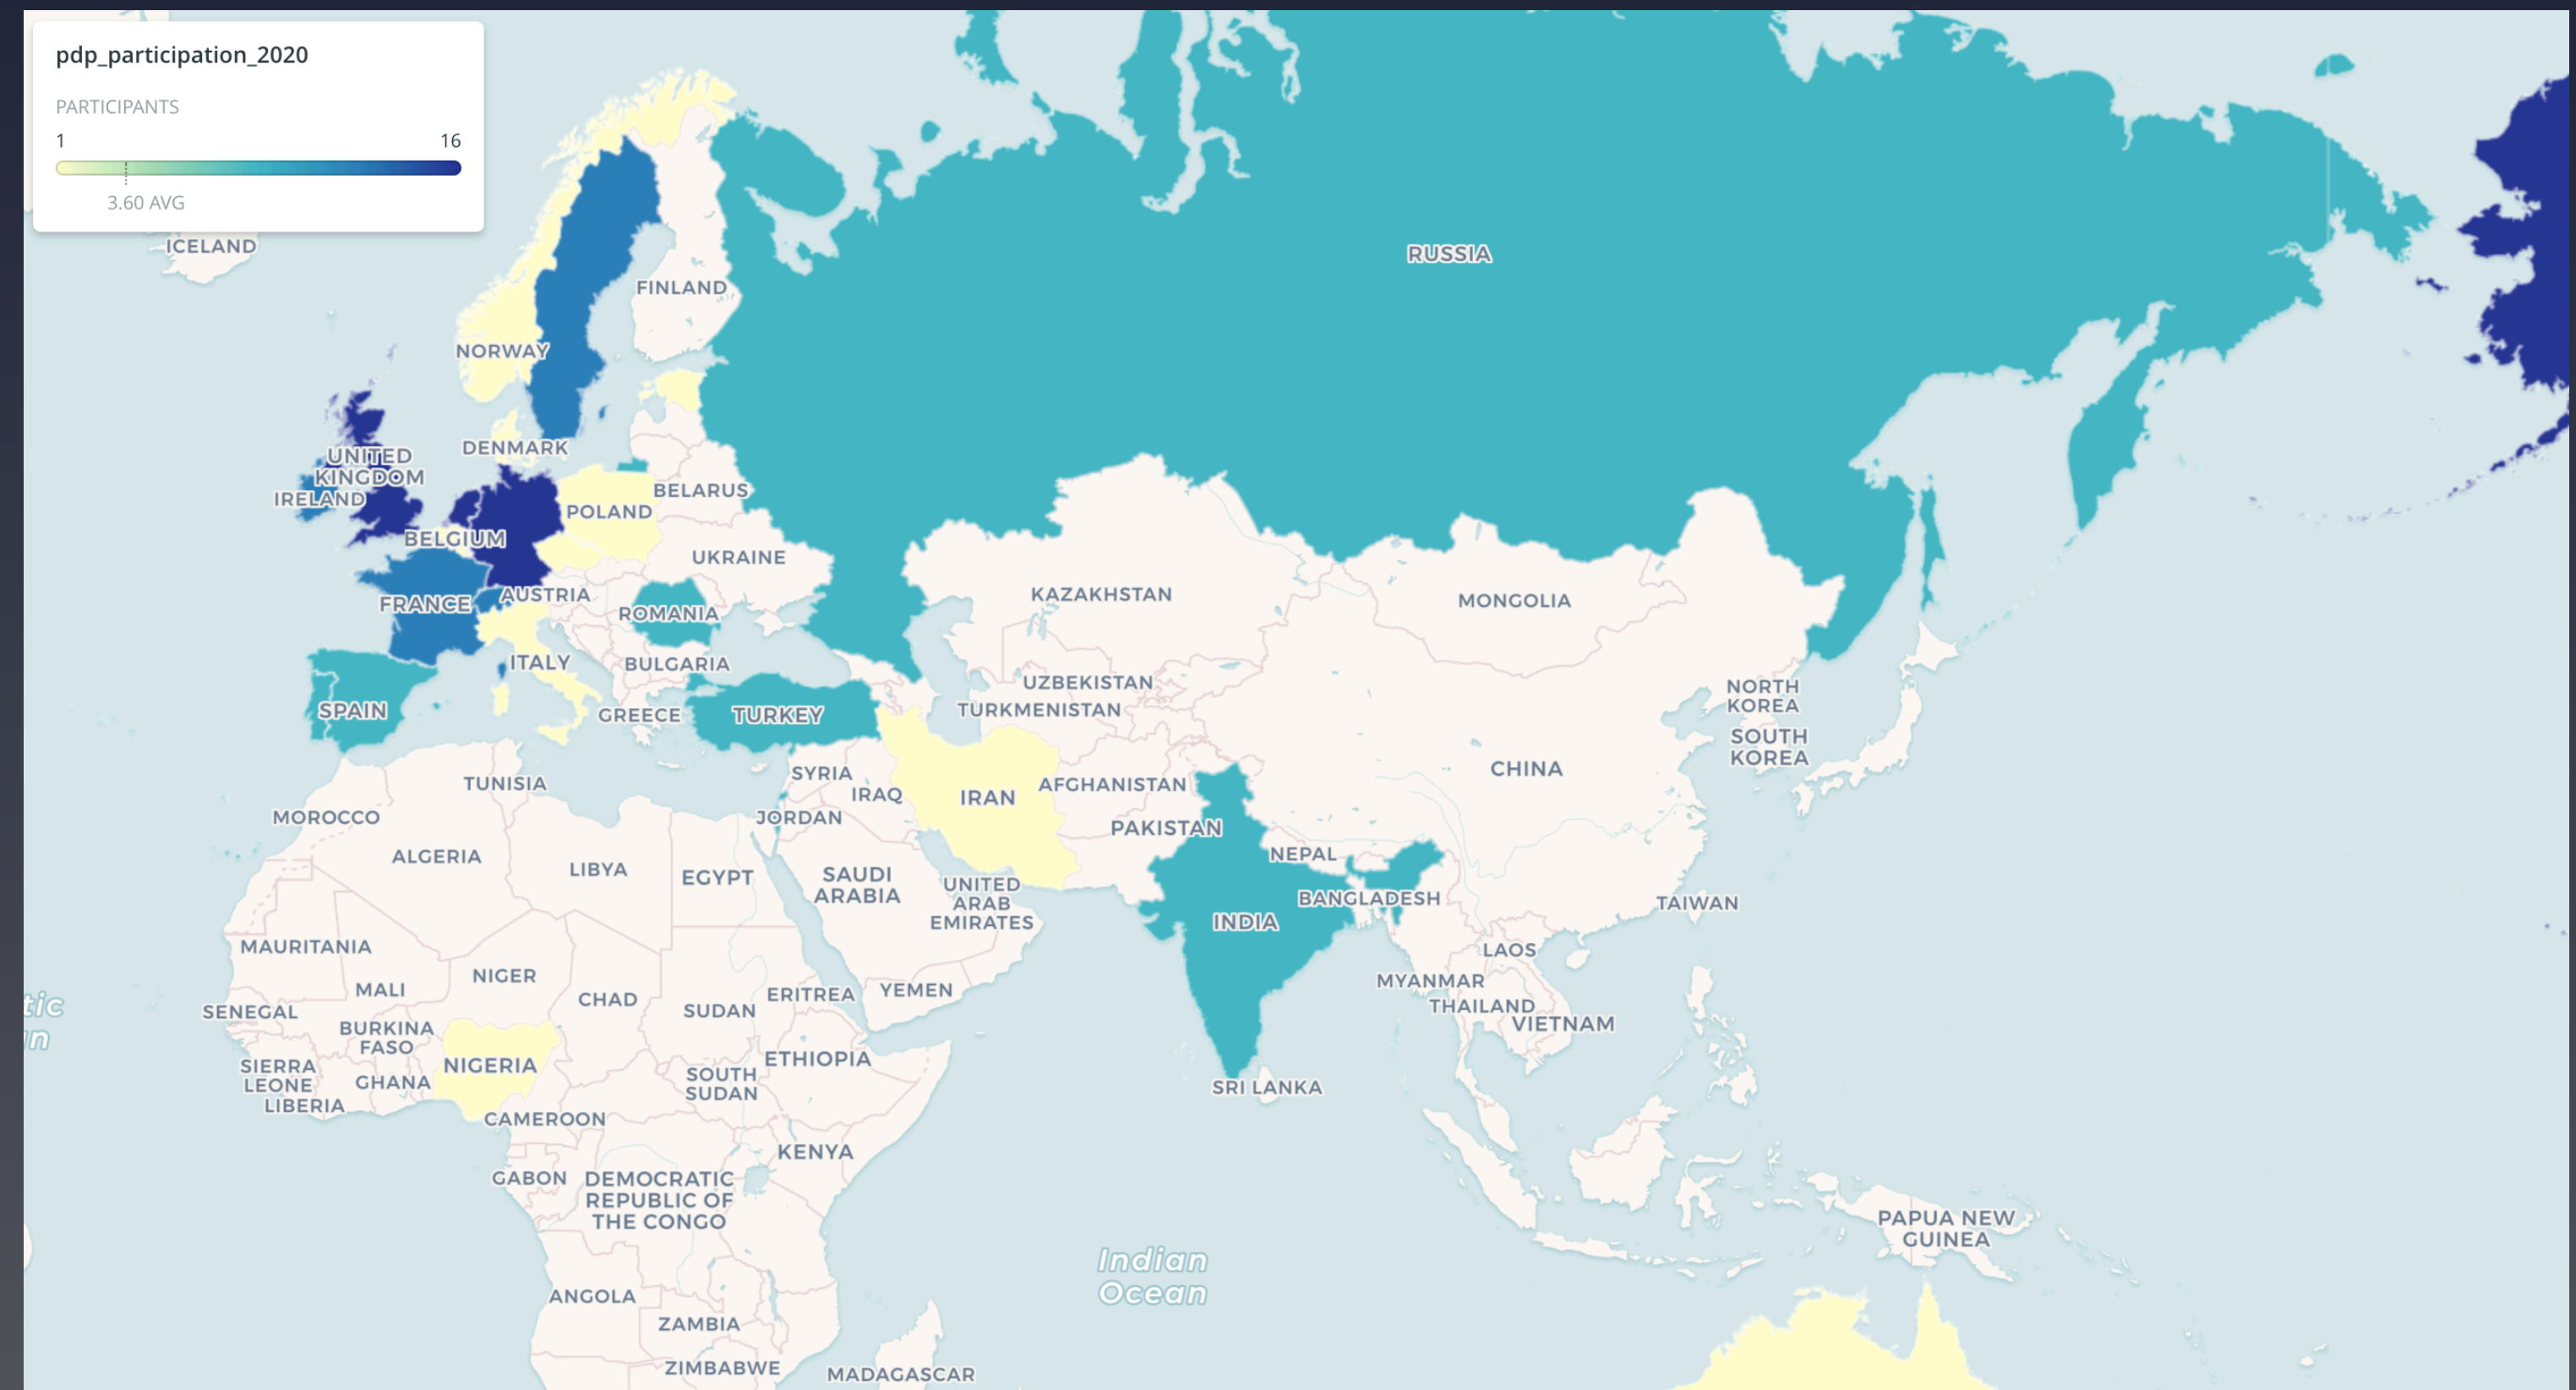 pdp_participation_2020
PARTICIPANTS
1 16
3.60 AVG
ICELAND
RUSSIA
FINLAND
NORWAY
DENMARK
UNITED
KINGDOM
IRELAND
BELARUS
POLAND
BELGIUM
UKRAINE
AUSTRIA
FRANCE
ROMANIA
KAZAKHSTAN
MONGOLIA
ITALY
BULGARIA
UZBEKISTAN
TURKMENISTAN
NORTH
KOREA
SPAIN
GREECE
TURKEY
SOUTH
KOREA
CHINA
TUNISIA
SYRIA
IRAQ
IRAN
AFGHANISTAN
MOROCCO
JORDAN
PAKISTAN
ALGERIA
LIBYA
EGYPT
SAUDI
ARABIA
UNITED
ARAB
EMIRATES
NEPAL
BANGLADESH
INDIA
TAIWAN
MAURITANIA
MALI
NIGER
CHAD
SUDAN
ERITREA
YEMEN
LAOS
MYANMAR
THAILAND
VIETNAM
tic
n
SENEGAL
BURKINA
FASO
NIGERIA
ETHIOPIA
SIERRA
LEONE
GHANA
LIBERIA
SOUTH
SUDAN
SRI LANKA
CAMEROON
KENYA
GABON
DEMOCRATIC
REPUBLIC OF
THE CONGO
PAPUA NEW
GUINEA
Indian
Ocean
ANGOLA
ZAMBIA
ZIMBABWE
MADAGASCAR